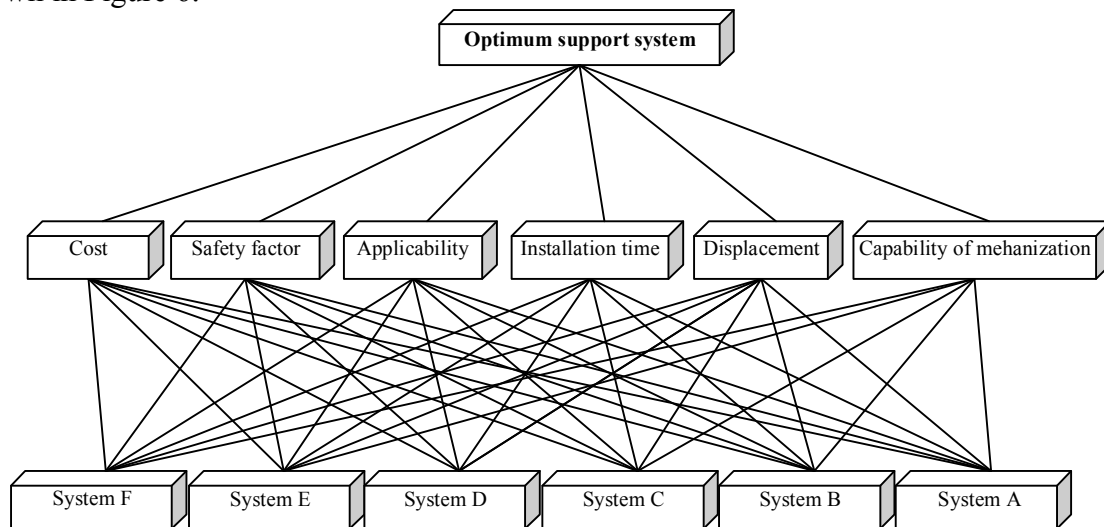 in Figure 6.
Optimum support system
Cost
Safety factor
Applicability
Installation time
Displacement
Capability of mehanization
System F
System E
System D
System C
System B
System A